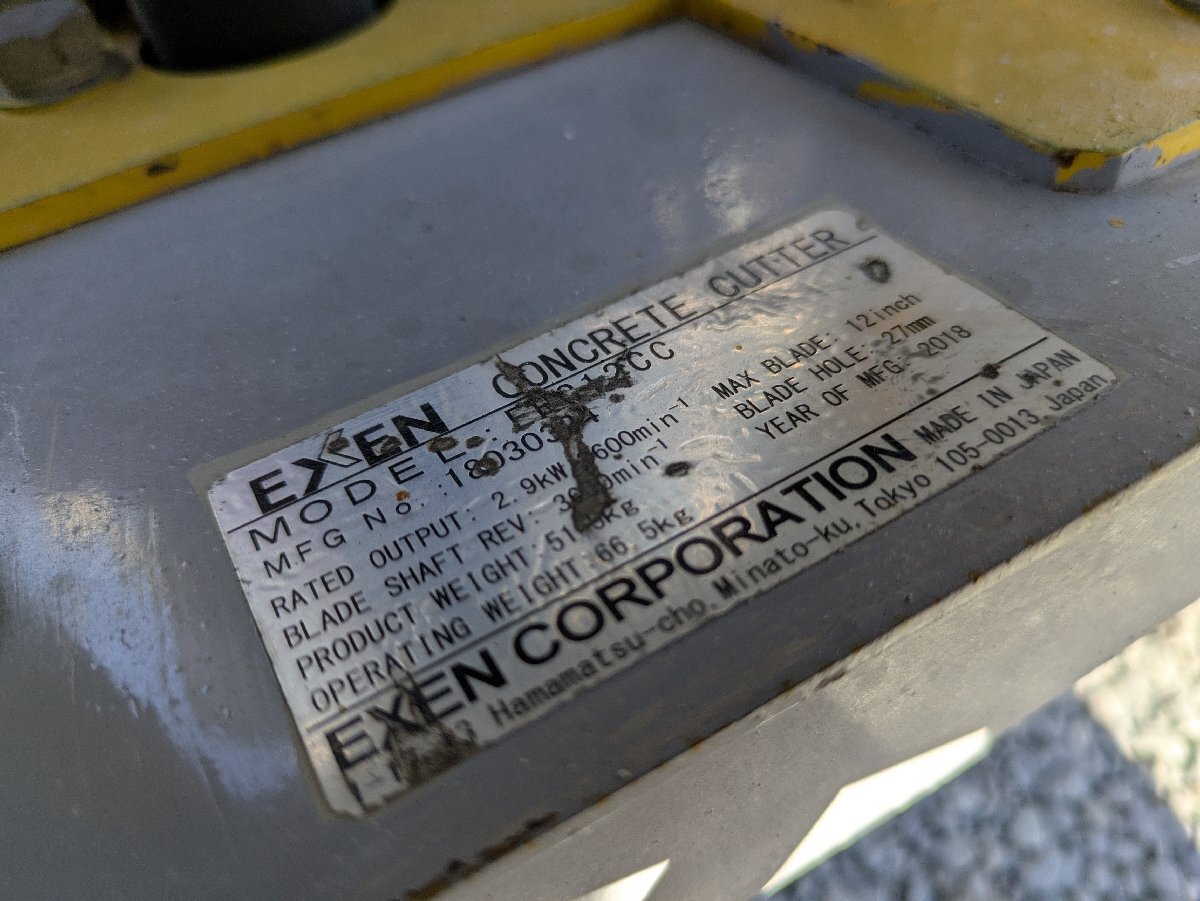 EXEN CONCRETE CUTTER
MODEL:
MFG No.:
RATED OUTPUT: 2.9kW
BLADE SHAFT REV:
PRODUCT WEIGHT:
OPERATING WEIGHT:66.5kg
MAX BLADE: 12inch
BLADE HOLE: 27mm
YEAR OF MFG: 2018
EXEN CORPORATION MADE IN JAPAN
Hamamatsu-cho,Minato-ku,Tokyo 105-0013 Japan